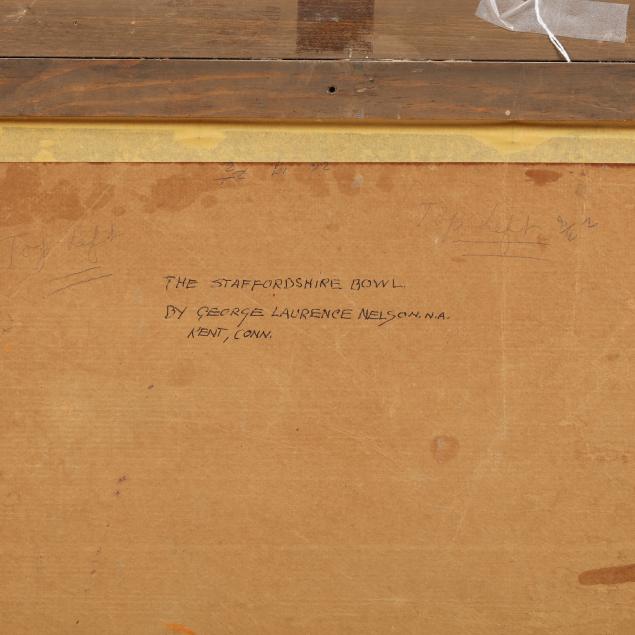 Top Left
Top Left
THE STAFFORDSHIRE BOWL.
BY GEORGE LAURENCE NELSON. N.A.
KENT, CONN.